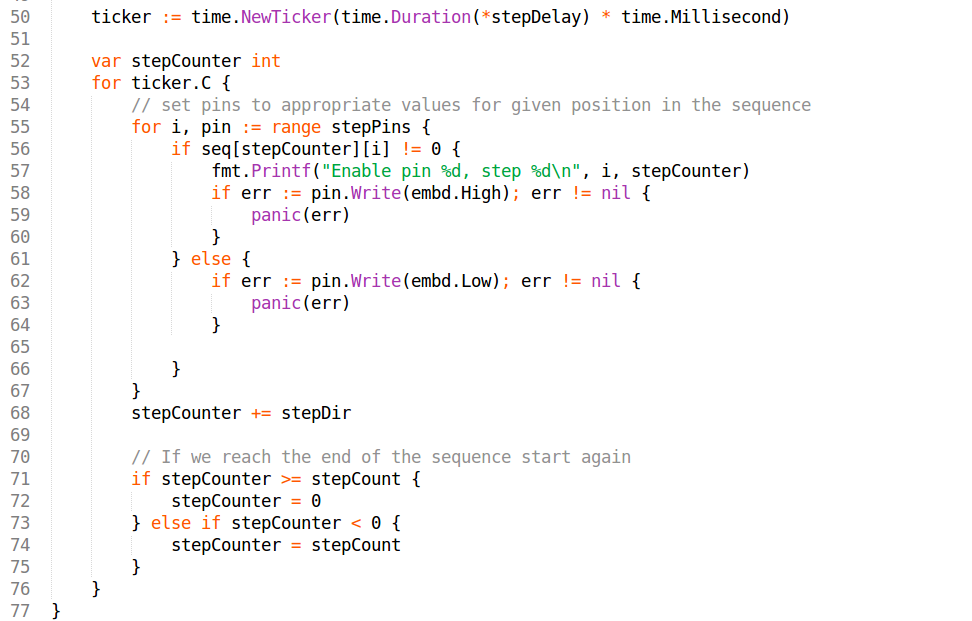 50 ticker := time.NewTicker(time.Duration(*stepDelay) * time.Millisecond)
51
52 var stepCounter int
53 for ticker.C {
54 // set pins to appropriate values for given position in the sequence
55 for i, pin := range stepPins {
56 if seq[stepCounter][i] != 0 {
57 fmt.Printf("Enable pin %d, step %d\n", i, stepCounter)
58 if err := pin.Write(embd.High); err != nil {
59 panic(err)
60 }
61 } else {
62 if err := pin.Write(embd.Low); err != nil {
63 panic(err)
64 }
65
66 }
67 }
68 stepCounter += stepDir
69
70 // If we reach the end of the sequence start again
71 if stepCounter >= stepCount {
72 stepCounter = 0
73 } else if stepCounter < 0 {
74 stepCounter = stepCount
75 }
76 }
77 }